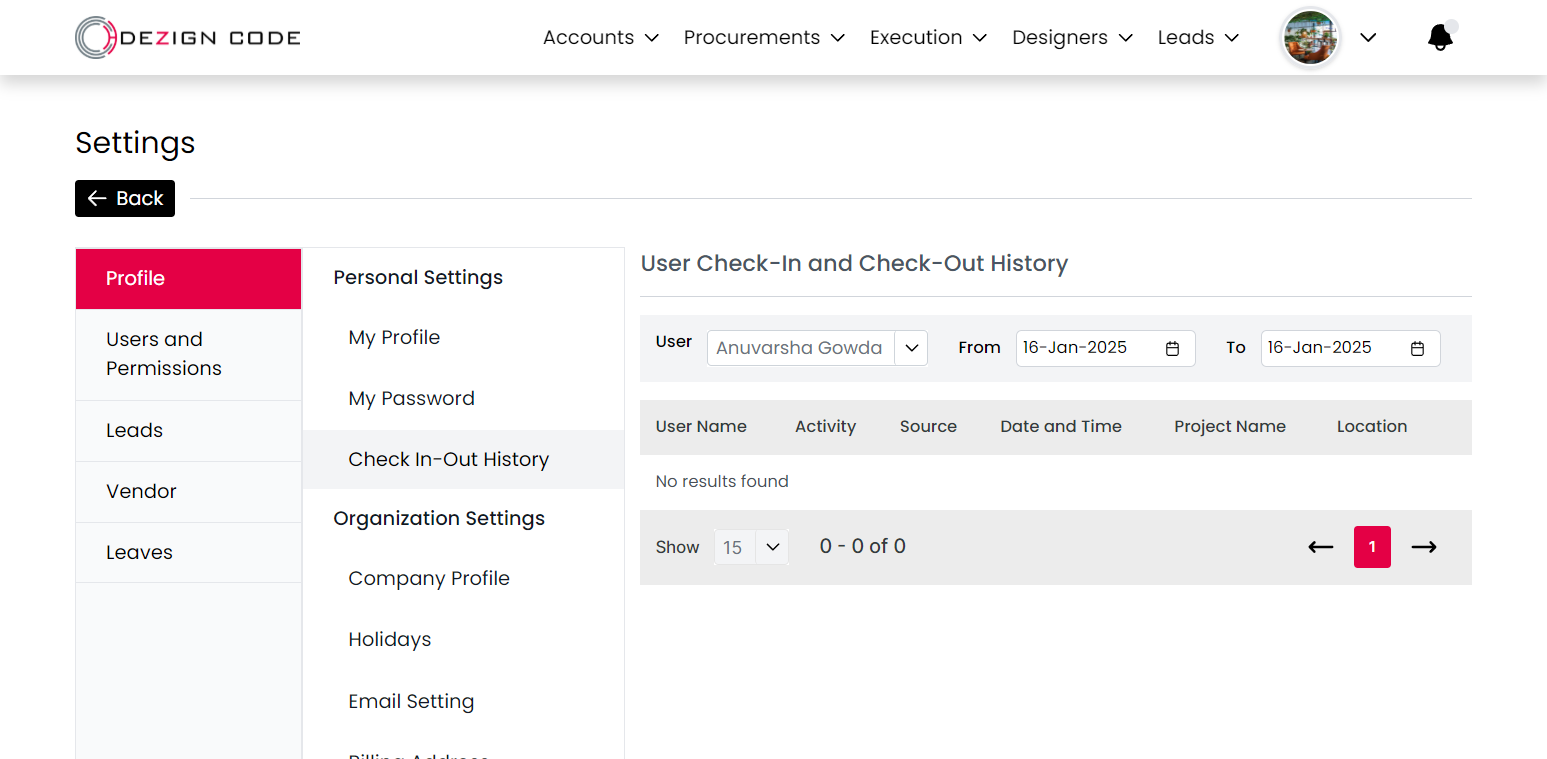 DEZIGN CODE
Accounts Procurements Execution Designers Leads
Settings
Back
Profile
Users and
Permissions
Leads
Vendor
Leaves
Personal Settings
My Profile
My Password
Check In-Out History
Organization Settings
Company Profile
Holidays
Email Setting
Billing Address
User Check-In and Check-Out History
User Anuvarsha Gowda From 16-Jan-2025 To 16-Jan-2025
User Name Activity Source Date and Time Project Name Location
No results found
Show 15 0 - 0 of 0 1